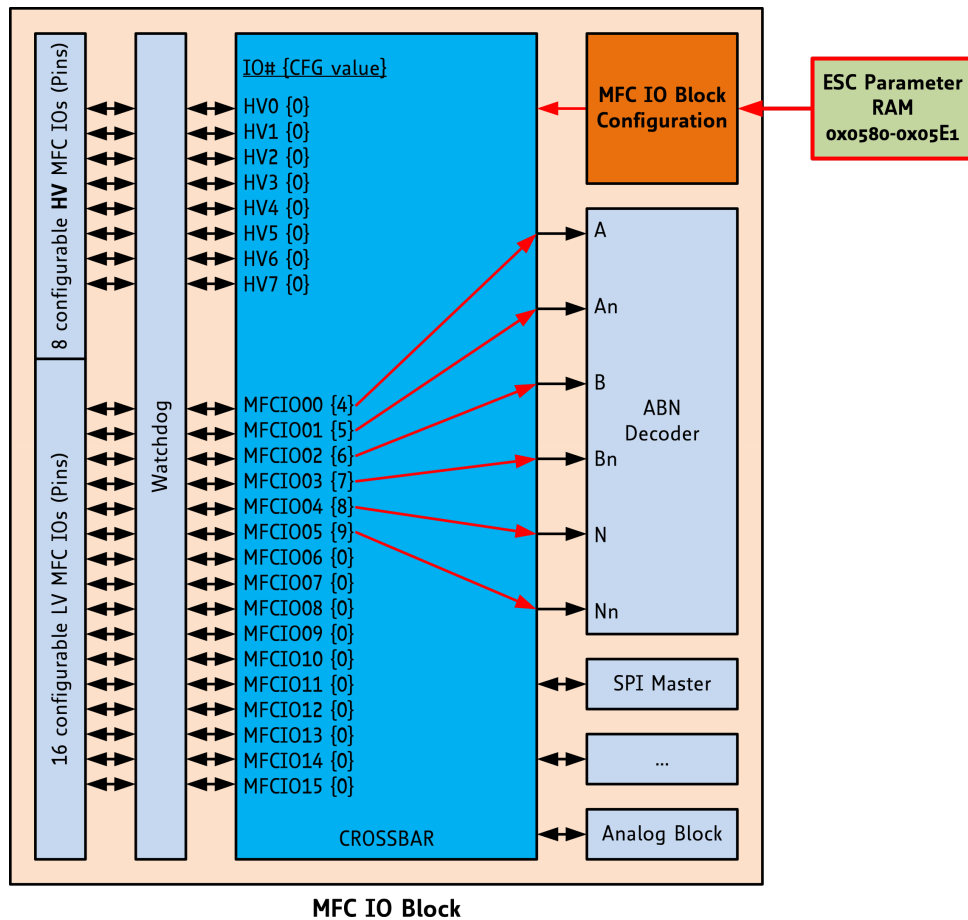 8 configurable HV MFC IOs (Pins)
16 configurable LV MFC IOs (Pins)
Watchdog
IO# {CFG value}
HV0 {0}
HV1 {0}
HV2 {0}
HV3 {0}
HV4 {0}
HV5 {0}
HV6 {0}
HV7 {0}
MFCIO00 {4}
MFCIO01 {5}
MFCIO02 {6}
MFCIO03 {7}
MFCIO04 {8}
MFCIO05 {9}
MFCIO06 {0}
MFCIO07 {0}
MFCIO08 {0}
MFCIO09 {0}
MFCIO10 {0}
MFCIO11 {0}
MFCIO12 {0}
MFCIO13 {0}
MFCIO14 {0}
MFCIO15 {0}
CROSSBAR
MFC IO Block
Configuration
ESC Parameter
RAM
0x0580-0x05E1
A
An
B
Bn
N
Nn
ABN
Decoder
SPI Master
...
Analog Block
MFC IO Block